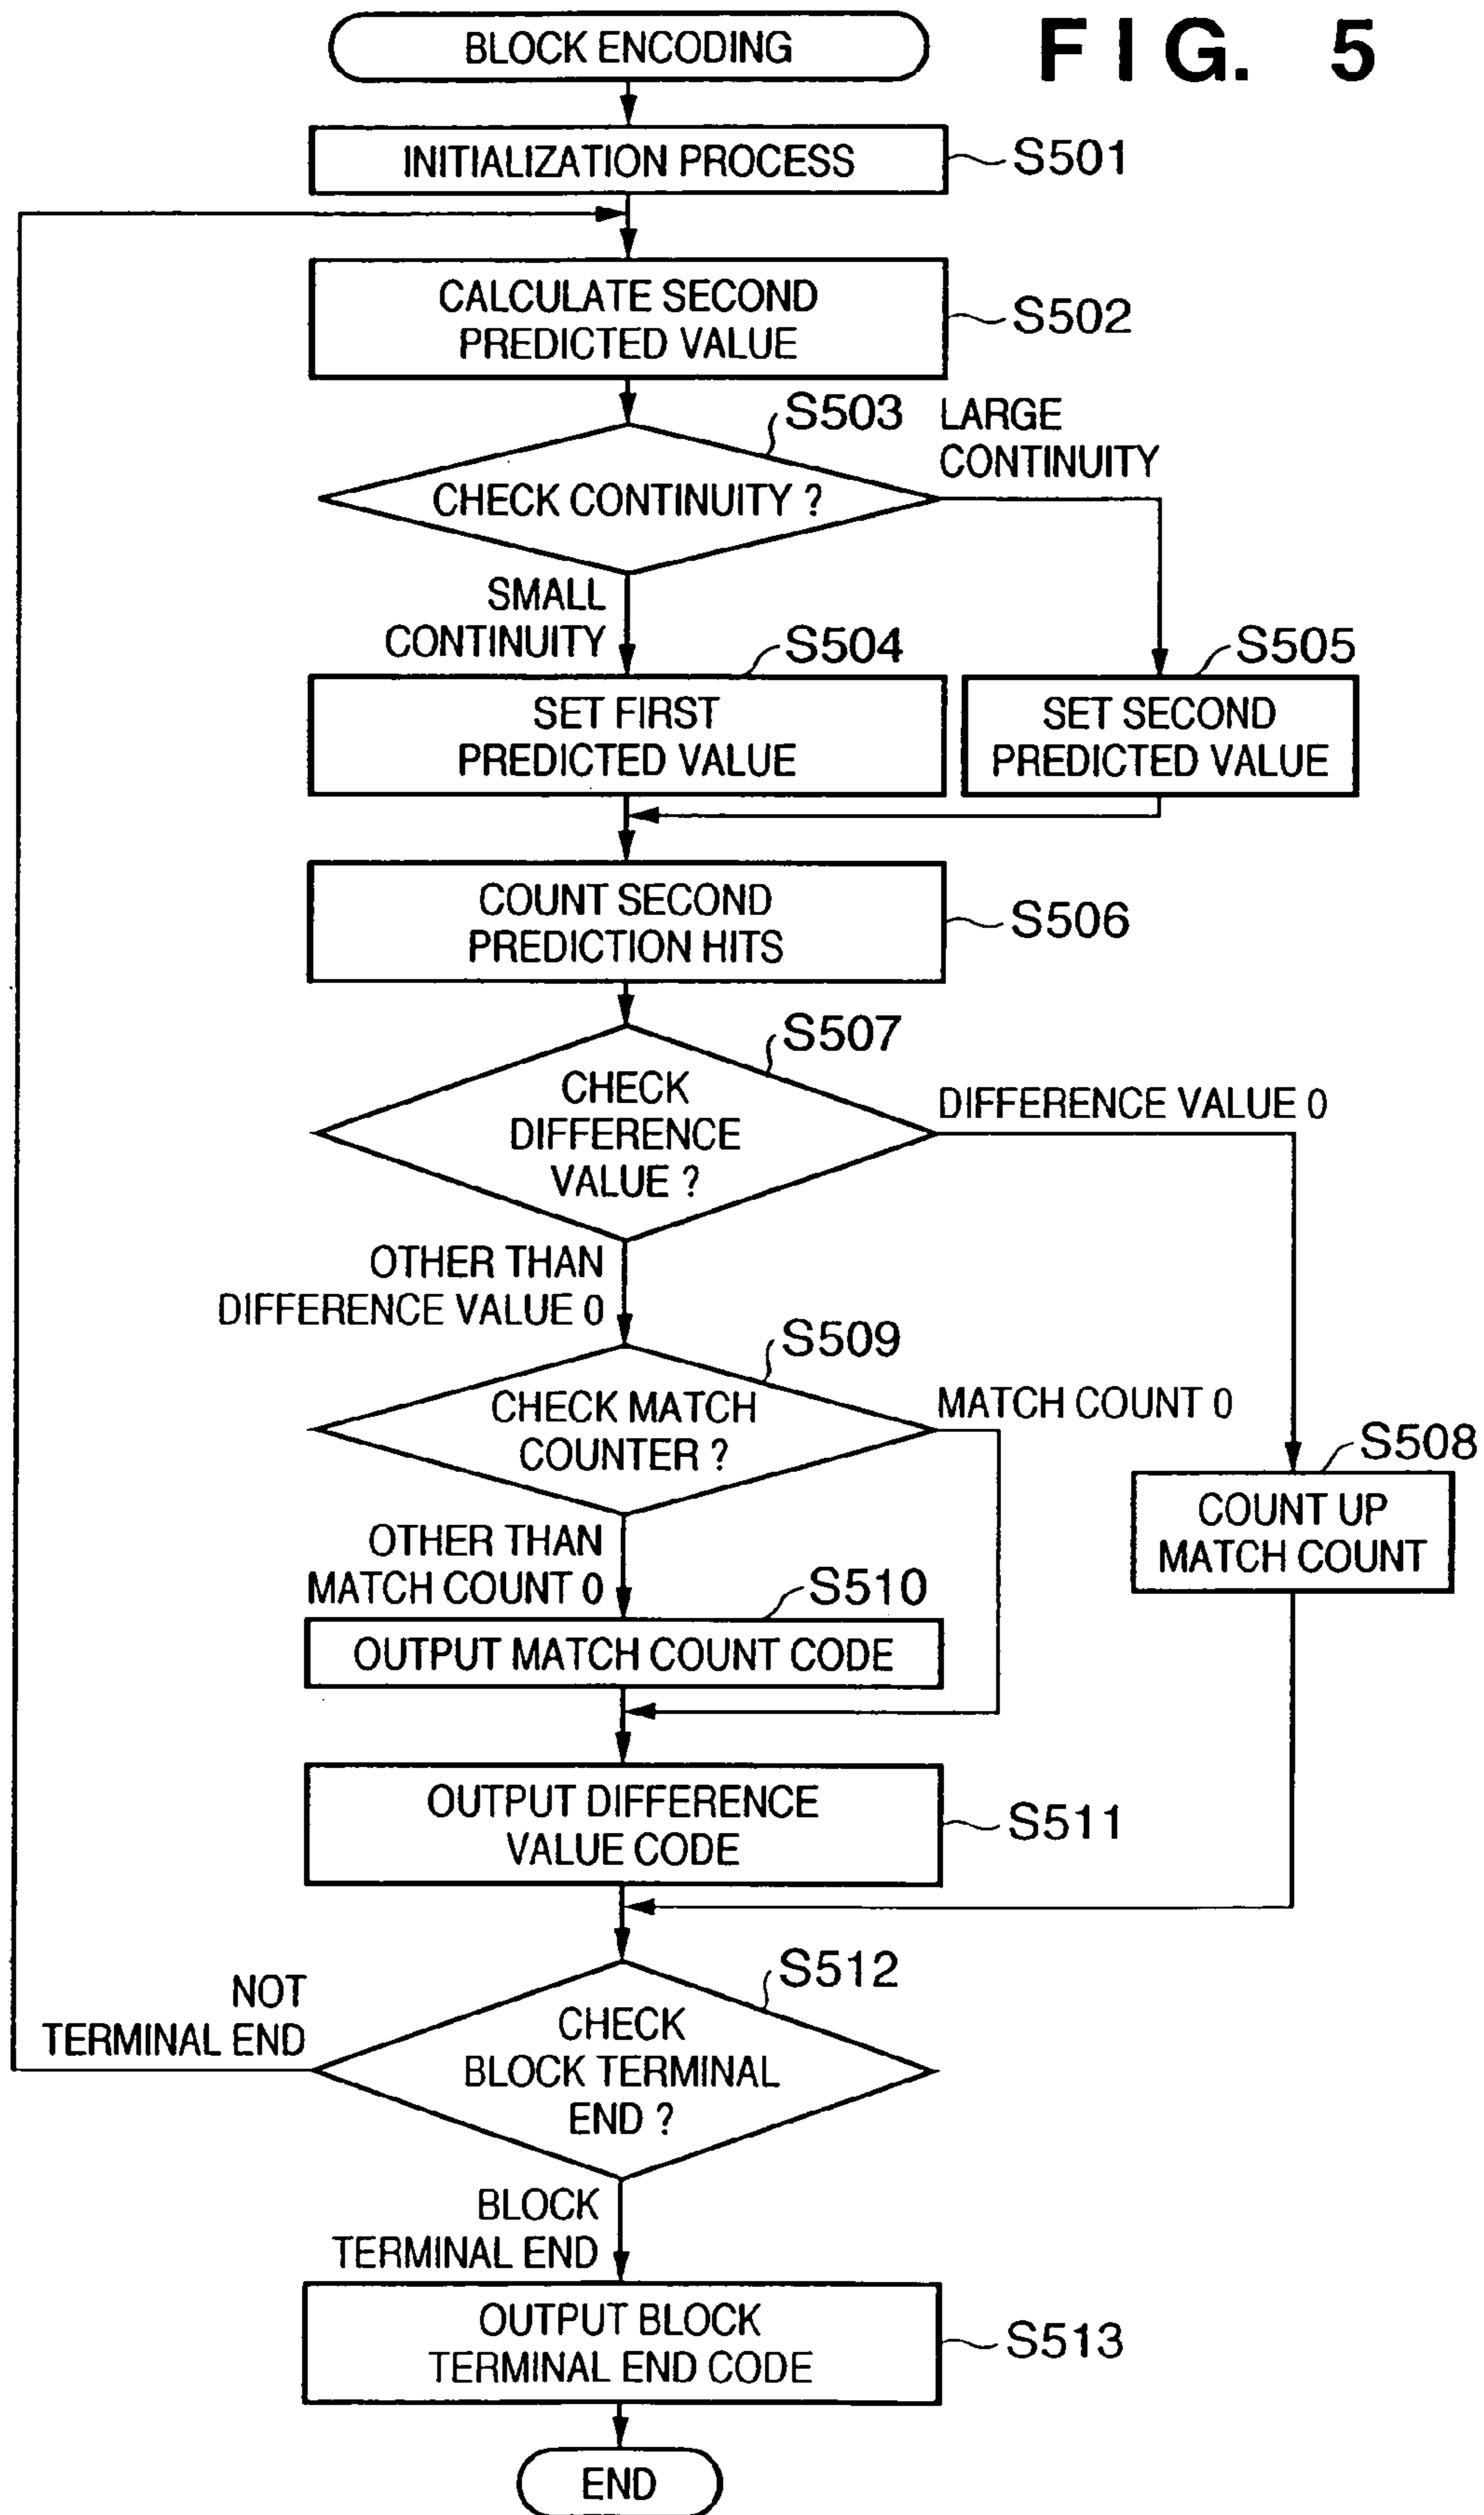 BLOCK ENCODING
F I G. 5
INITIALIZATION PROCESS
S501
CALCULATE SECOND
PREDICTED VALUE
S502
S503
LARGE
CONTINUITY
CHECK CONTINUITY ?
SMALL
CONTINUITY
S504
S505
SET FIRST
PREDICTED VALUE
SET SECOND
PREDICTED VALUE
COUNT SECOND
PREDICTION HITS
S506
S507
CHECK
DIFFERENCE
VALUE ?
DIFFERENCE VALUE 0
OTHER THAN
DIFFERENCE VALUE 0
S509
CHECK MATCH
COUNTER ?
MATCH COUNT 0
S508
COUNT UP
MATCH COUNT
OTHER THAN
MATCH COUNT 0
S510
OUTPUT MATCH COUNT CODE
OUTPUT DIFFERENCE
VALUE CODE
S511
S512
NOT
TERMINAL END
CHECK
BLOCK TERMINAL
END ?
BLOCK
TERMINAL END
OUTPUT BLOCK
TERMINAL END CODE
S513
END